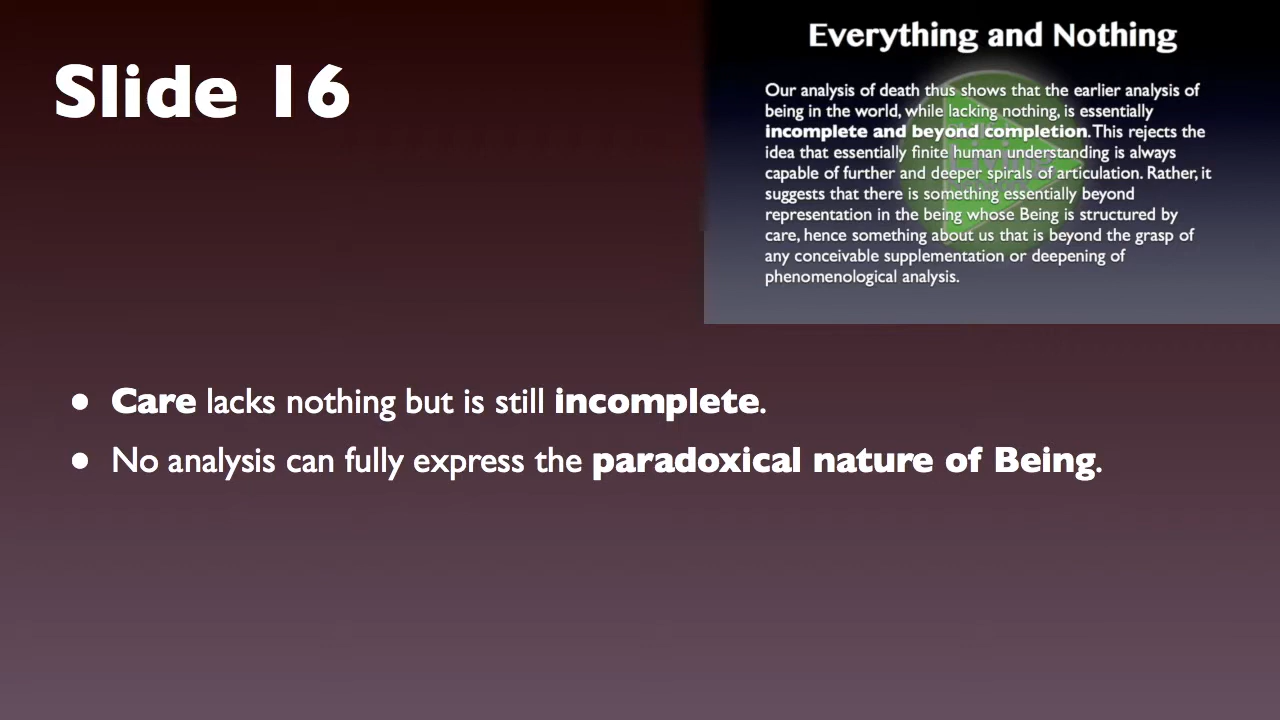 Slide 16
Everything and Nothing
Our analysis of death thus shows that the earlier analysis of
being in the world, while lacking nothing, is essentially
incomplete and beyond completion. This rejects the
idea that essentially finite human understanding is always
capable of further and deeper spirals of articulation. Rather, it
suggests that there is something essentially beyond
representation in the being whose Being is structured by
care, hence something about us that is beyond the grasp of
any conceivable supplementation or deepening of
phenomenological analysis.
● Care lacks nothing but is still incomplete.
● No analysis can fully express the paradoxical nature of Being.